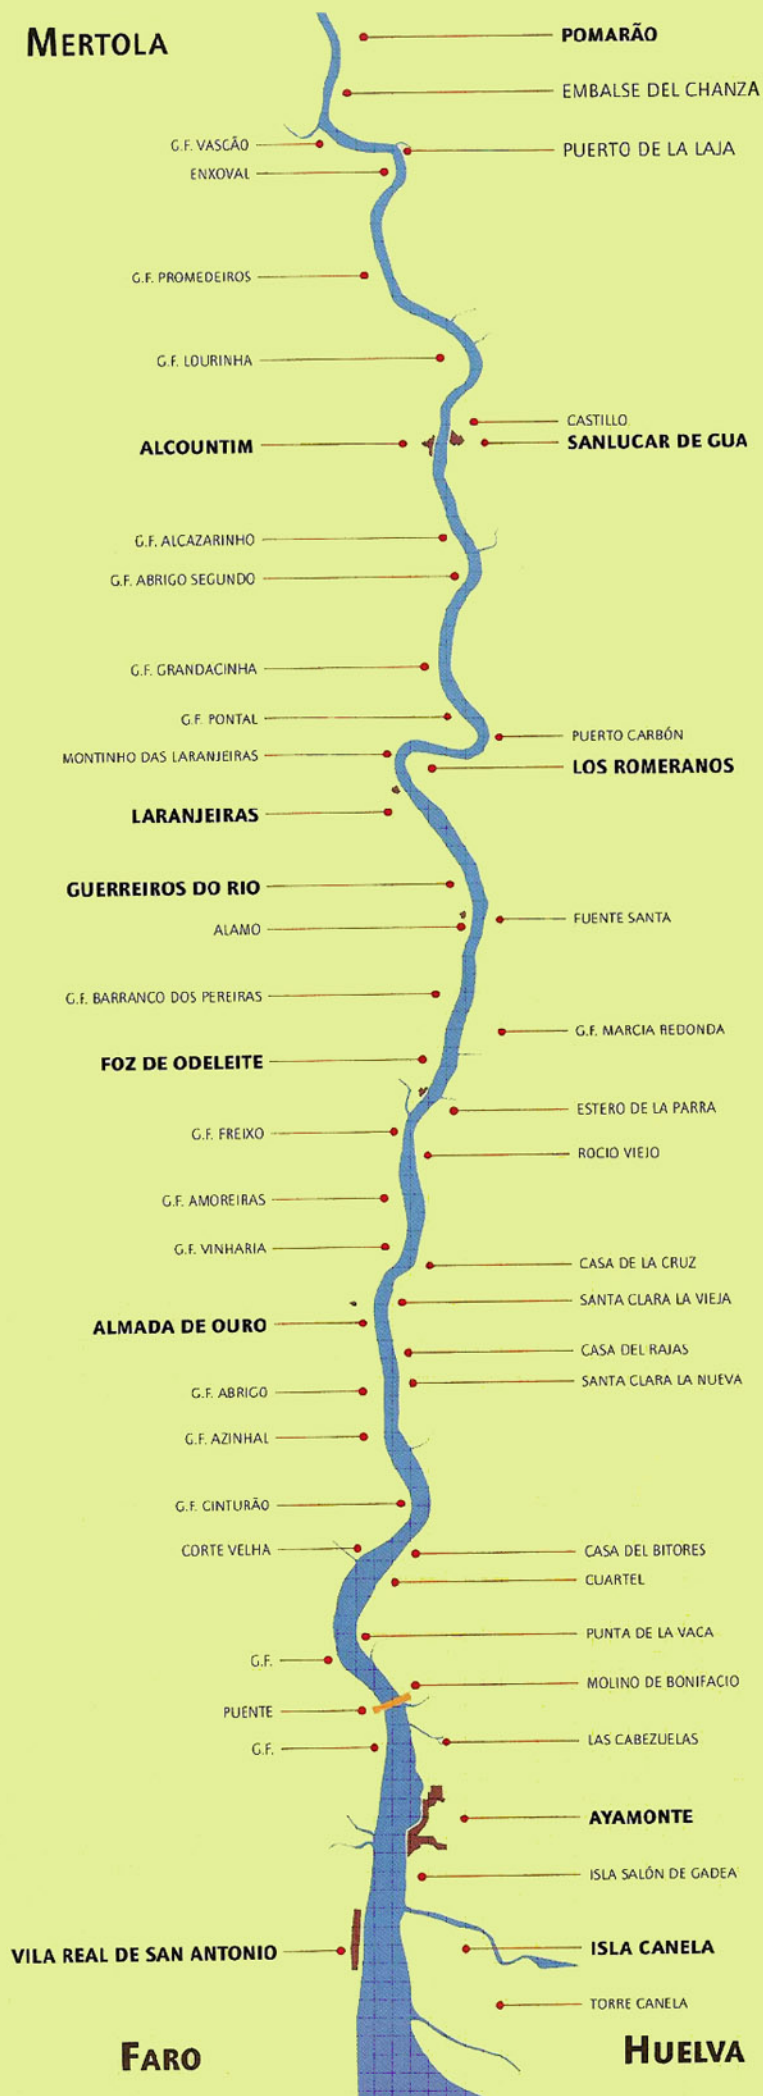 MERTOLA
POMARÃO
EMBALSE DEL CHANZA
G.F. VASCÃO
PUERTO DE LA LAJA
ENXOVAL
G.F. PROMEDEIROS
G.F. LOURINHA
CASTILLO
ALCOUNTIM
SANLUCAR DE GUA
G.F. ALCAZARINHO
G.F. ABRIGO SEGUNDO
G.F. GRANDACINHA
G.F. PONTAL
PUERTO CARBÓN
MONTINHO DAS LARANJEIRAS
LOS ROMERANOS
LARANJEIRAS
GUERREIROS DO RIO
FUENTE SANTA
ALAMO
G.F. BARRANCO DOS PEREIRAS
G.F. MARCIA REDONDA
FOZ DE ODELEITE
ESTERO DE LA PARRA
G.F. FREIXO
ROCIO VIEJO
G.F. AMOREIRAS
G.F. VINHARIA
CASA DE LA CRUZ
SANTA CLARA LA VIEJA
ALMADA DE OURO
CASA DEL RAJAS
SANTA CLARA LA NUEVA
G.F. ABRIGO
G.F. AZINHAL
G.F. CINTURÃO
CORTE VELHA
CASA DEL BITORES
CUARTEL
PUNTA DE LA VACA
G.F.
MOLINO DE BONIFACIO
PUENTE
LAS CABEZUELAS
G.F.
AYAMONTE
ISLA SALÓN DE GADEA
VILA REAL DE SAN ANTONIO
ISLA CANELA
TORRE CANELA
FARO
HUELVA